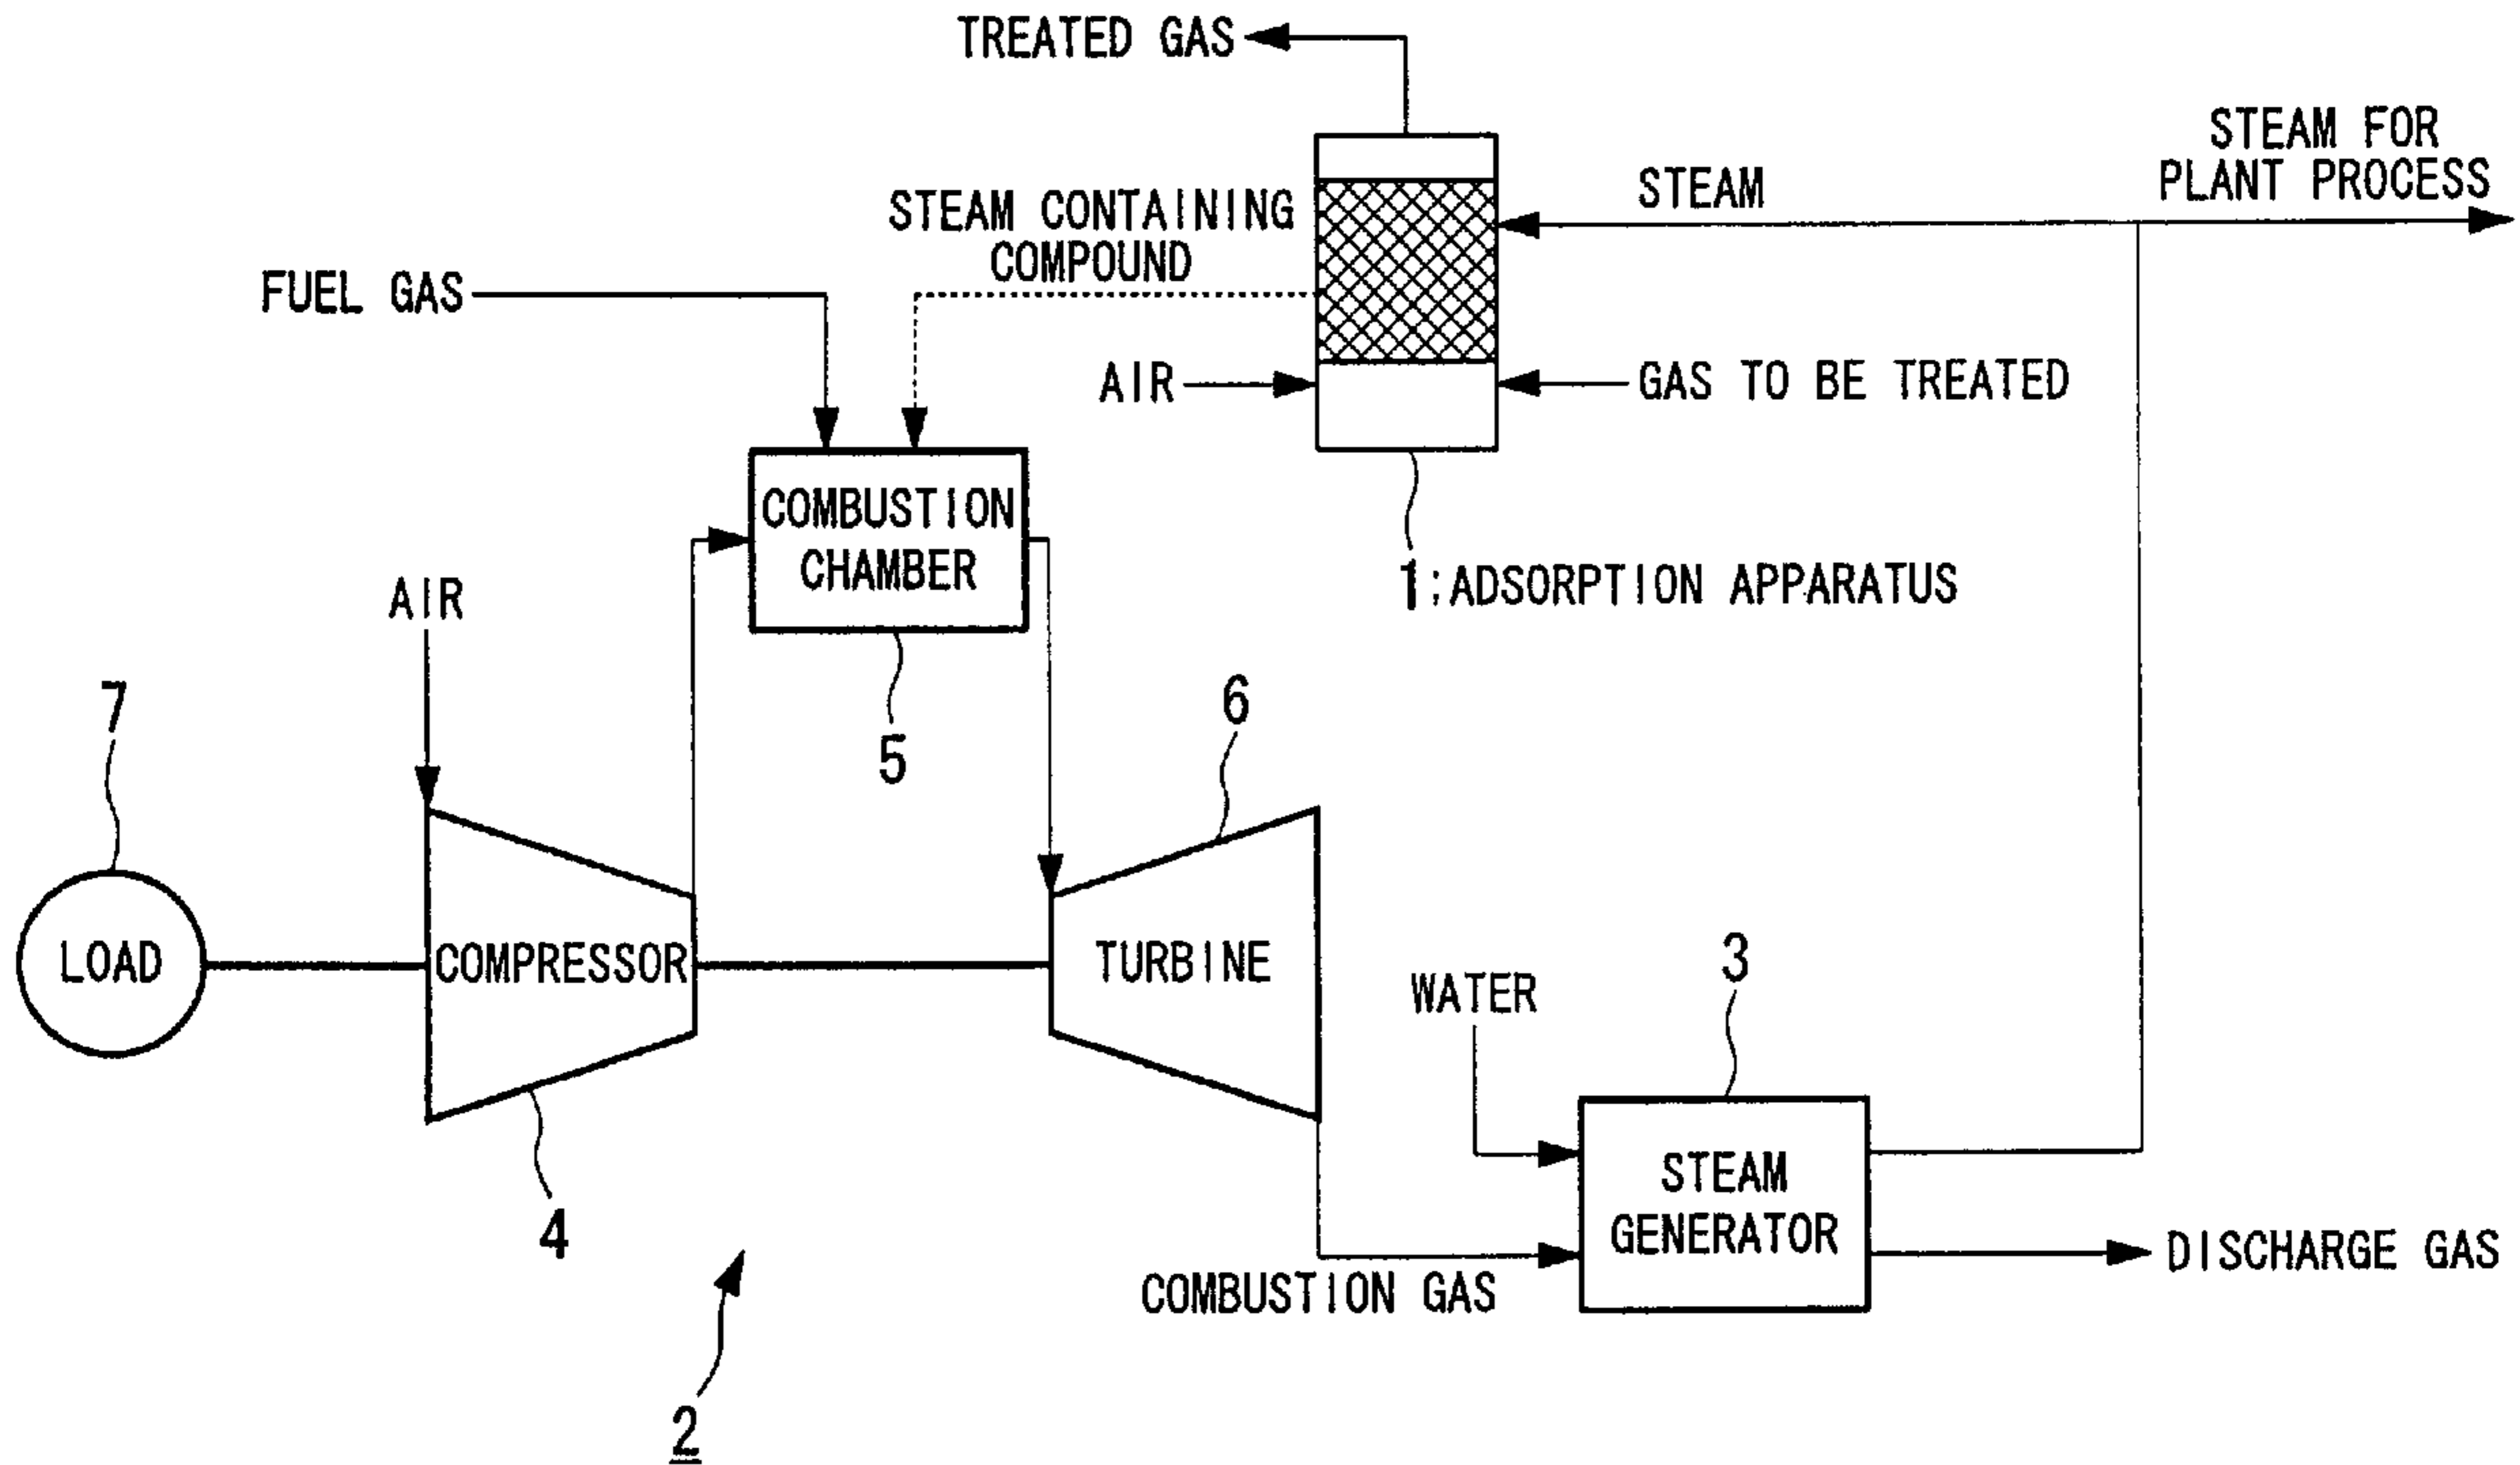 TREATED GAS
STEAM FOR
PLANT PROCESS
STEAM
STEAM CONTAINING
COMPOUND
FUEL GAS
AIR
GAS TO BE TREATED
COMBUSTION
CHAMBER
1;ADSORPTION APPARATUS
AIR
7
6
5
LOAD
COMPRESSOR
TURBINE
WATER
3
STEAM
GENERATOR
4
DISCHARGE GAS
COMBUSTION GAS
2